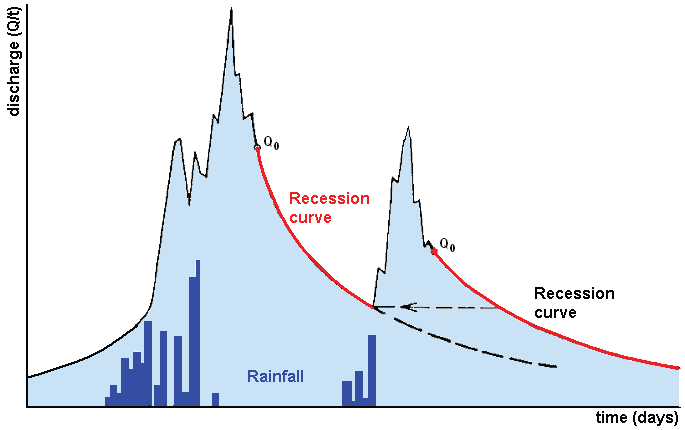 discharge (Q/t)
Q₀
Recession
curve
Q₀
Recession
curve
Rainfall
time (days)